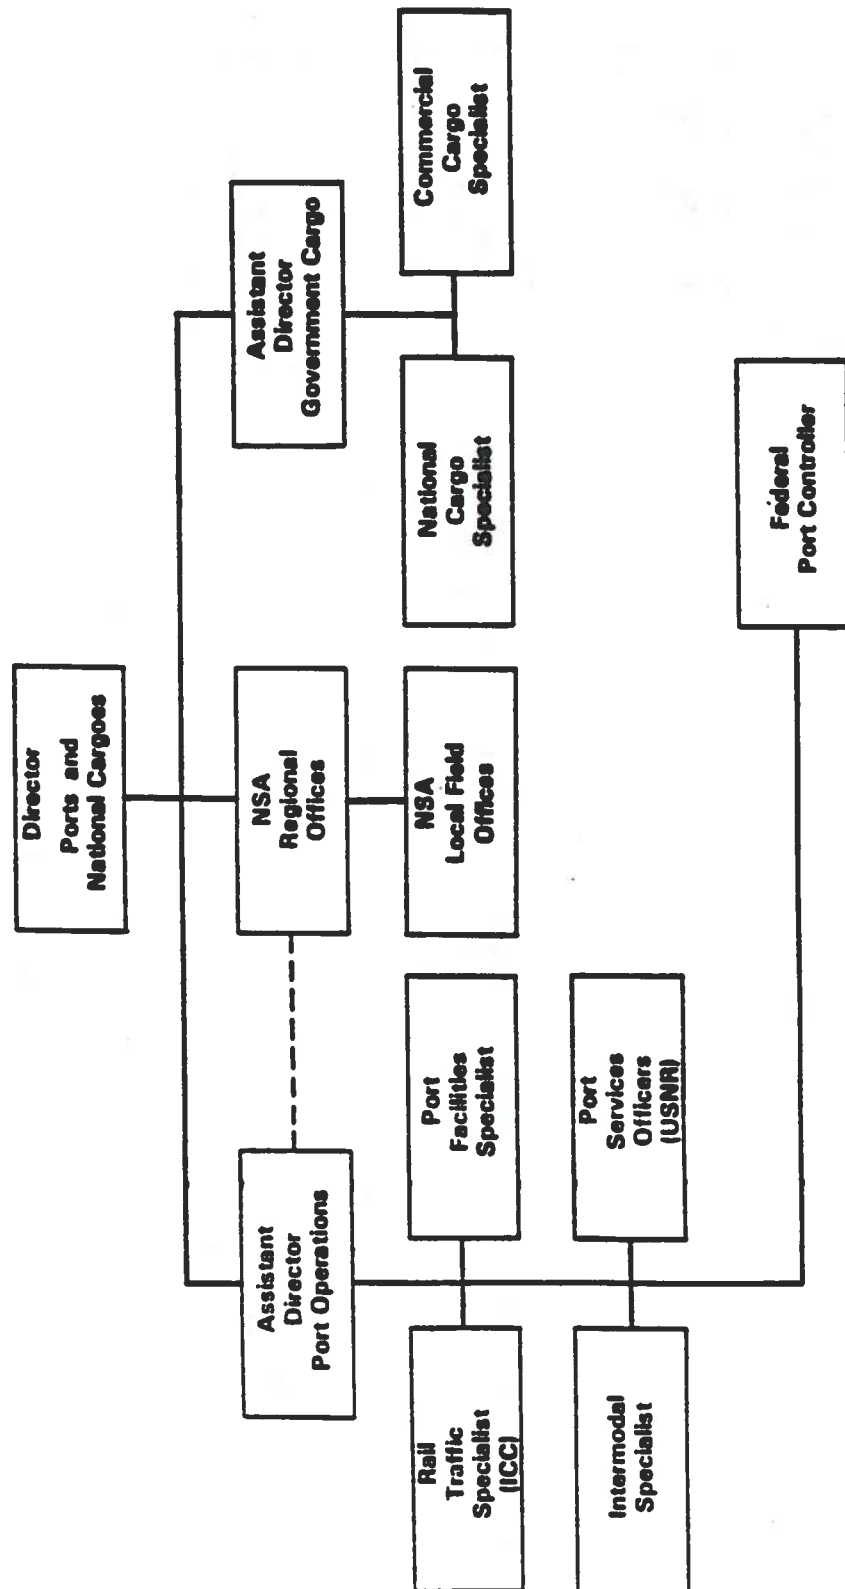 Director
Ports and
National Cargoes
Assistant
Director
Port Operations
NSA
Regional
Offices
Assistant
Director
Government Cargo
Rail
Traffic
Specialist
(ICC)
Port
Facilities
Specialist
NSA
Local Field
Offices
National
Cargo
Specialist
Commercial
Cargo
Specialist
Intermodal
Specialist
Port
Services
Officers
(USNR)
Federal
Port Controller